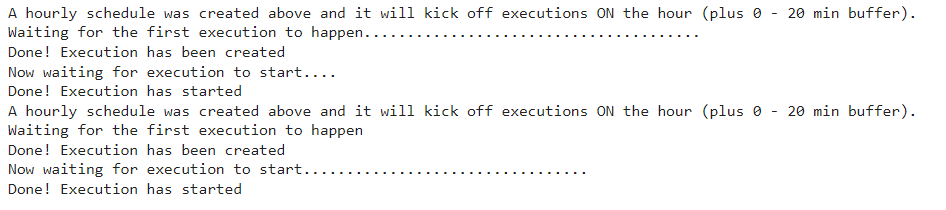 A hourly schedule was created above and it will kick off executions ON the hour (plus 0 - 20 min buffer).
Waiting for the first execution to happen.......................................
Done! Execution has been created
Now waiting for execution to start....
Done! Execution has started
A hourly schedule was created above and it will kick off executions ON the hour (plus 0 - 20 min buffer).
Waiting for the first execution to happen
Done! Execution has been created
Now waiting for execution to start.................................
Done! Execution has started